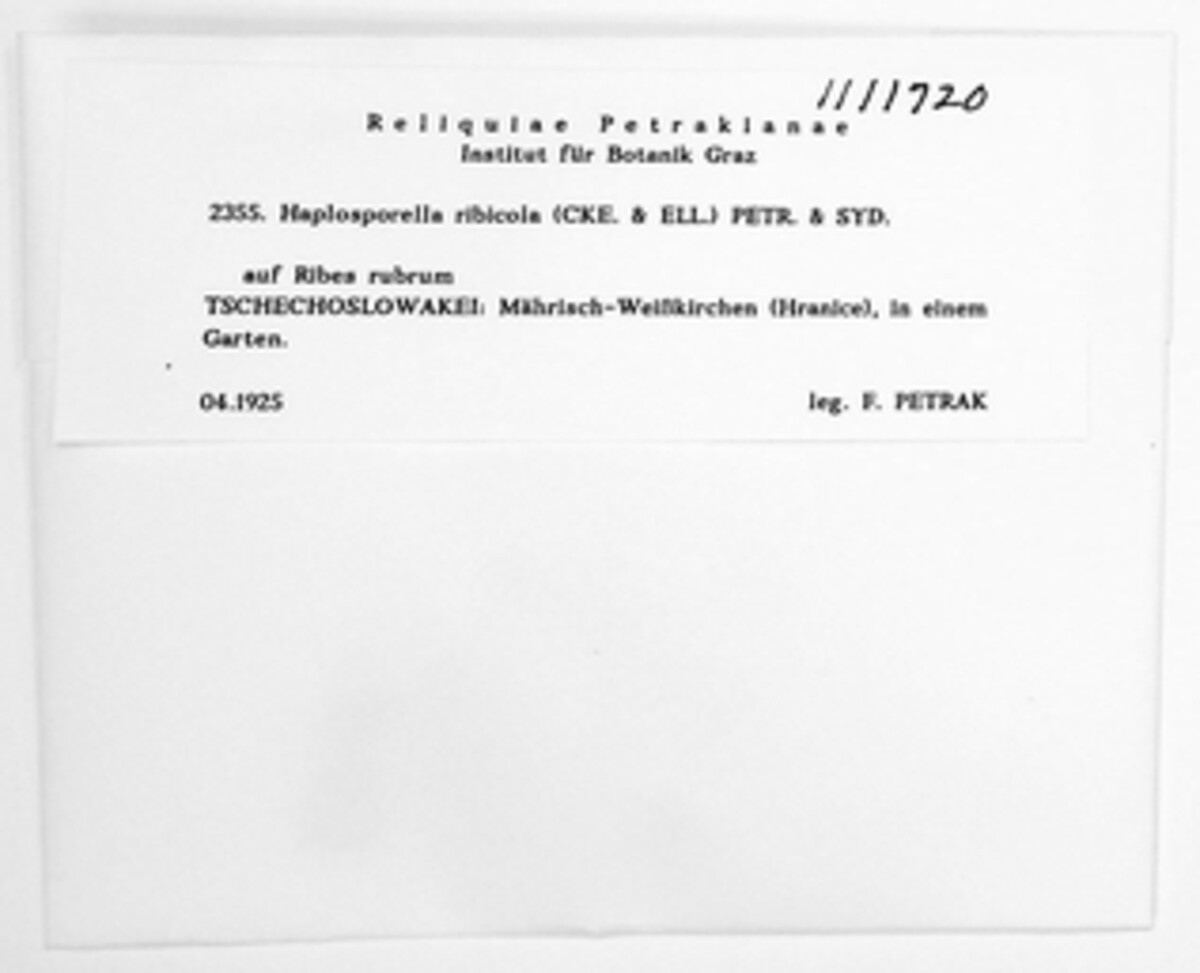 1111720
Reliquiae Petrakianae
Institut für Botanik Graz
2355. Haplosporella ribicola (CKE. & ELL.) PETR. & SYD.
auf Ribes rubrum
TSCHECHOSLOWAKEI: Mährisch-Weißkirchen (Hranice), in einem
Garten.
04.1925 leg. F. PETRAK